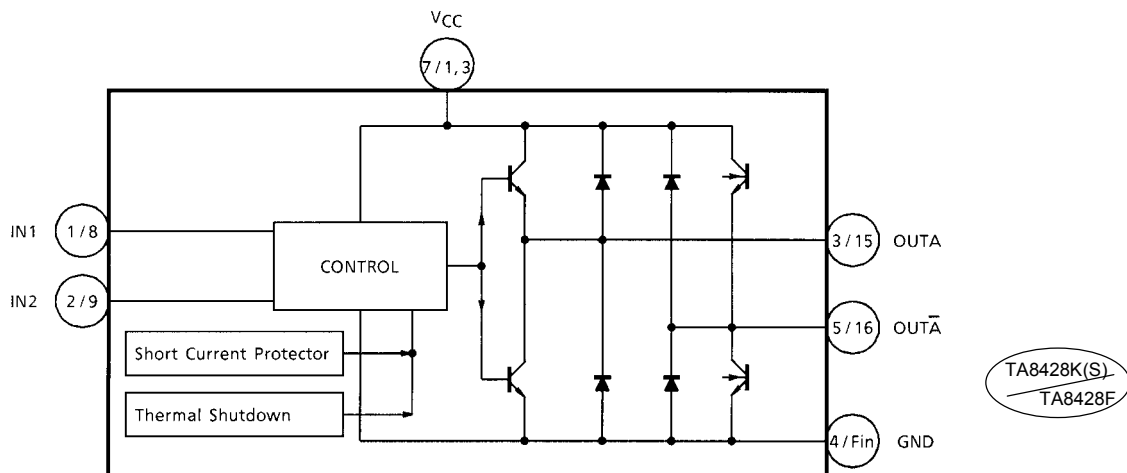 VCC
7/1, 3
IN1
1/8
CONTROL
3/15
OUTA
IN2
2/9
5/16
OUTA̅
Short Current Protector
Thermal Shutdown
TA8428K(S)
TA8428F
4/Fin
GND